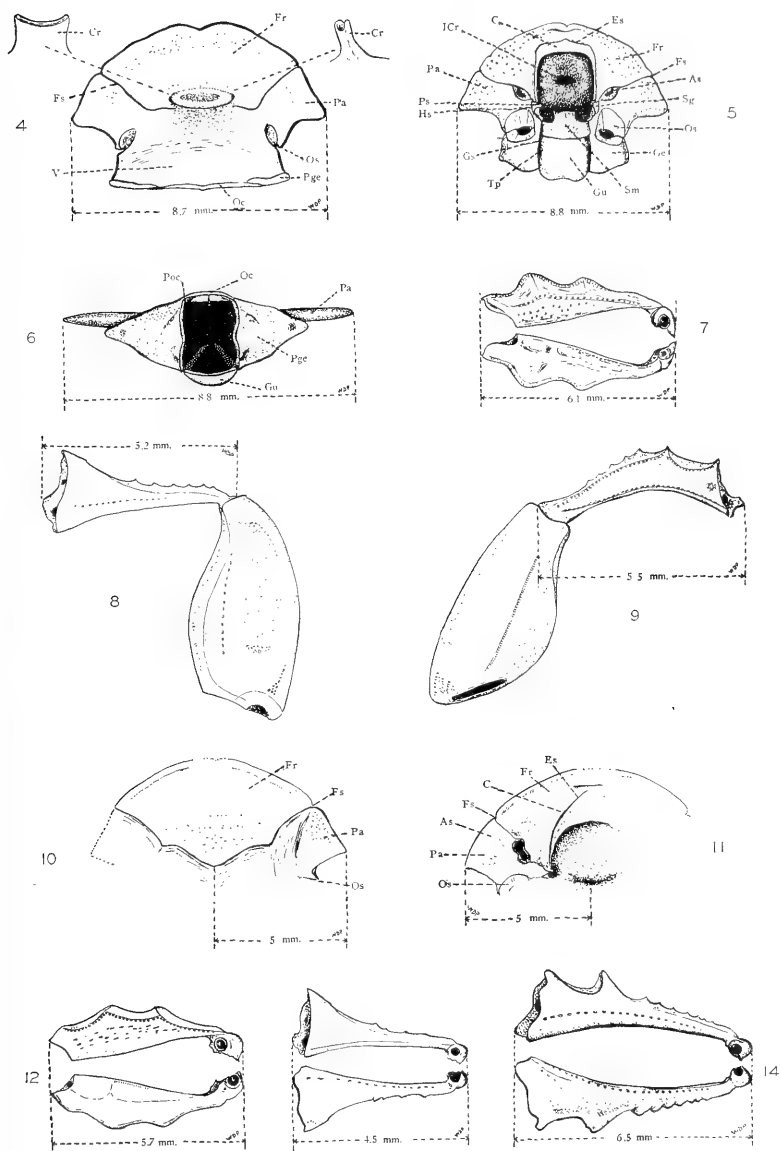 Cr
Fr
Cr
Fs
Pa
4
Os
V
Pge
Oc
8.7 mm.
C
Es
ICr
Fr
Pa
Fs
As
Ps
Sg
Hs
5
Os
Gs
Ge
Tp
Gu
Sm
8.8 mm.
Poc
Oc
Pa
6
Pge
Gu
8.8 mm.
7
6.1 mm.
5.2 mm.
8
5.5 mm.
9
Fr
Fs
Pa
10
Os
5 mm.
Es
Fr
C
Fs
As
11
Pa
Os
5 mm.
12
5.7 mm.
4.5 mm.
14
6.5 mm